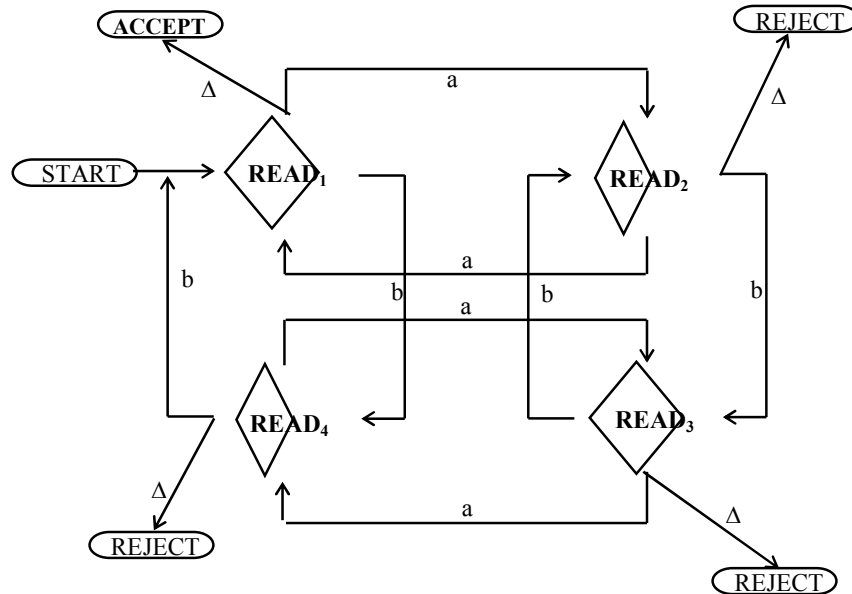 ACCEPT
REJECT
Δ
a
Δ
START
READ₁
READ₂
a
b
b
b
b
a
READ₄
READ₃
Δ
a
Δ
REJECT
REJECT